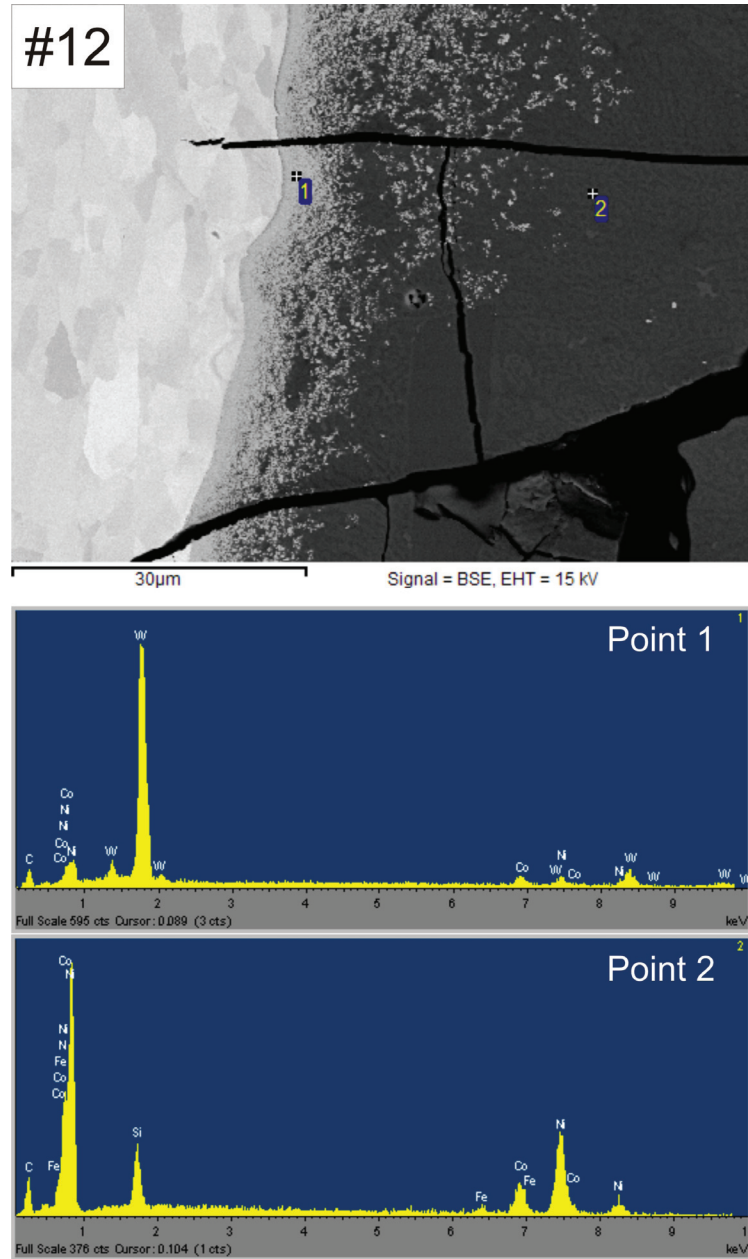 #12
1
2
30µm Signal = BSE, EHT = 15 kV
1
Point 1
W
Co
Ni
Ni
Co Ni
C Co W W Co W Ni Co Ni W W W W
1 2 3 4 5 6 7 8 9 1
Full Scale 595 cts Cursor: 0.089 (3 cts) keV
2
Point 2
Co
Ni
Ni
N
Fe
Co
Co
Si Ni
C Fe Fe Co Fe Co Ni
1 2 3 4 5 6 7 8 9 1
Full Scale 376 cts Cursor: 0.104 (1 cts) keV